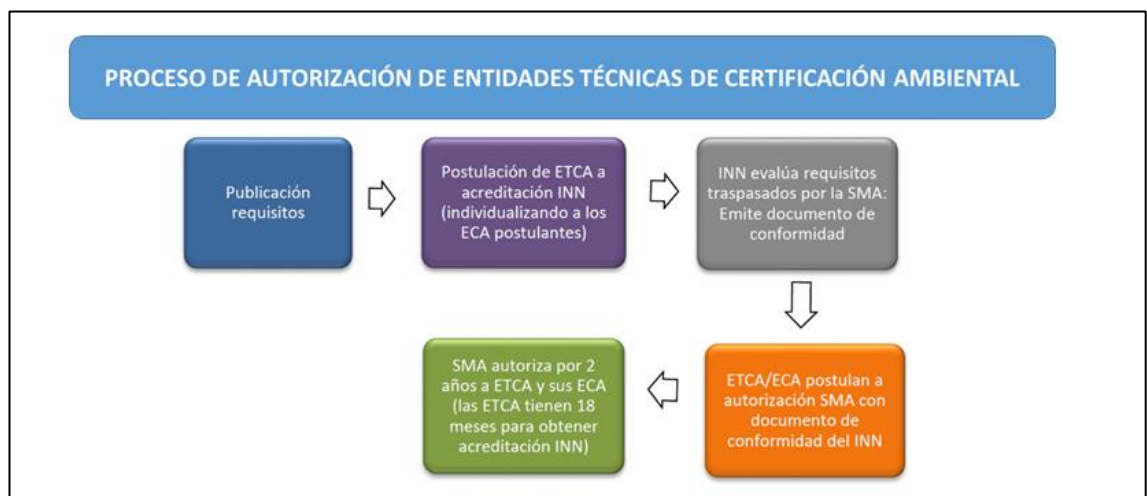 PROCESO DE AUTORIZACIÓN DE ENTIDADES TÉCNICAS DE CERTIFICACIÓN AMBIENTAL
Publicación
requisitos
Postulación de ETCA a
acreditación INN
(individualizando a los
ECA postulantes)
INN evalúa requisitos
traspasados por la SMA:
Emite documento de
conformidad
ETCA/ECA postulan a
autorización SMA con
documento de
conformidad del INN
SMA autoriza por 2
años a ETCA y sus ECA
(las ETCA tienen 18
meses para obtener
acreditación INN)